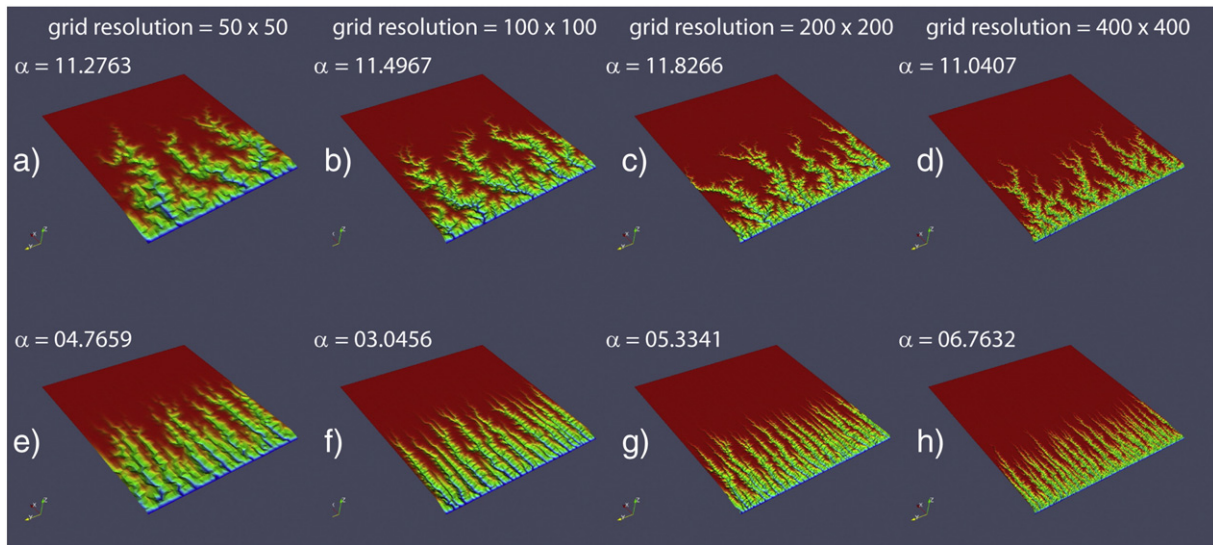 grid resolution = 50 x 50
grid resolution = 100 x 100
grid resolution = 200 x 200
grid resolution = 400 x 400
α = 11.2763
α = 11.4967
α = 11.8266
α = 11.0407
a)
b)
c)
d)
α = 04.7659
α = 03.0456
α = 05.3341
α = 06.7632
e)
f)
g)
h)